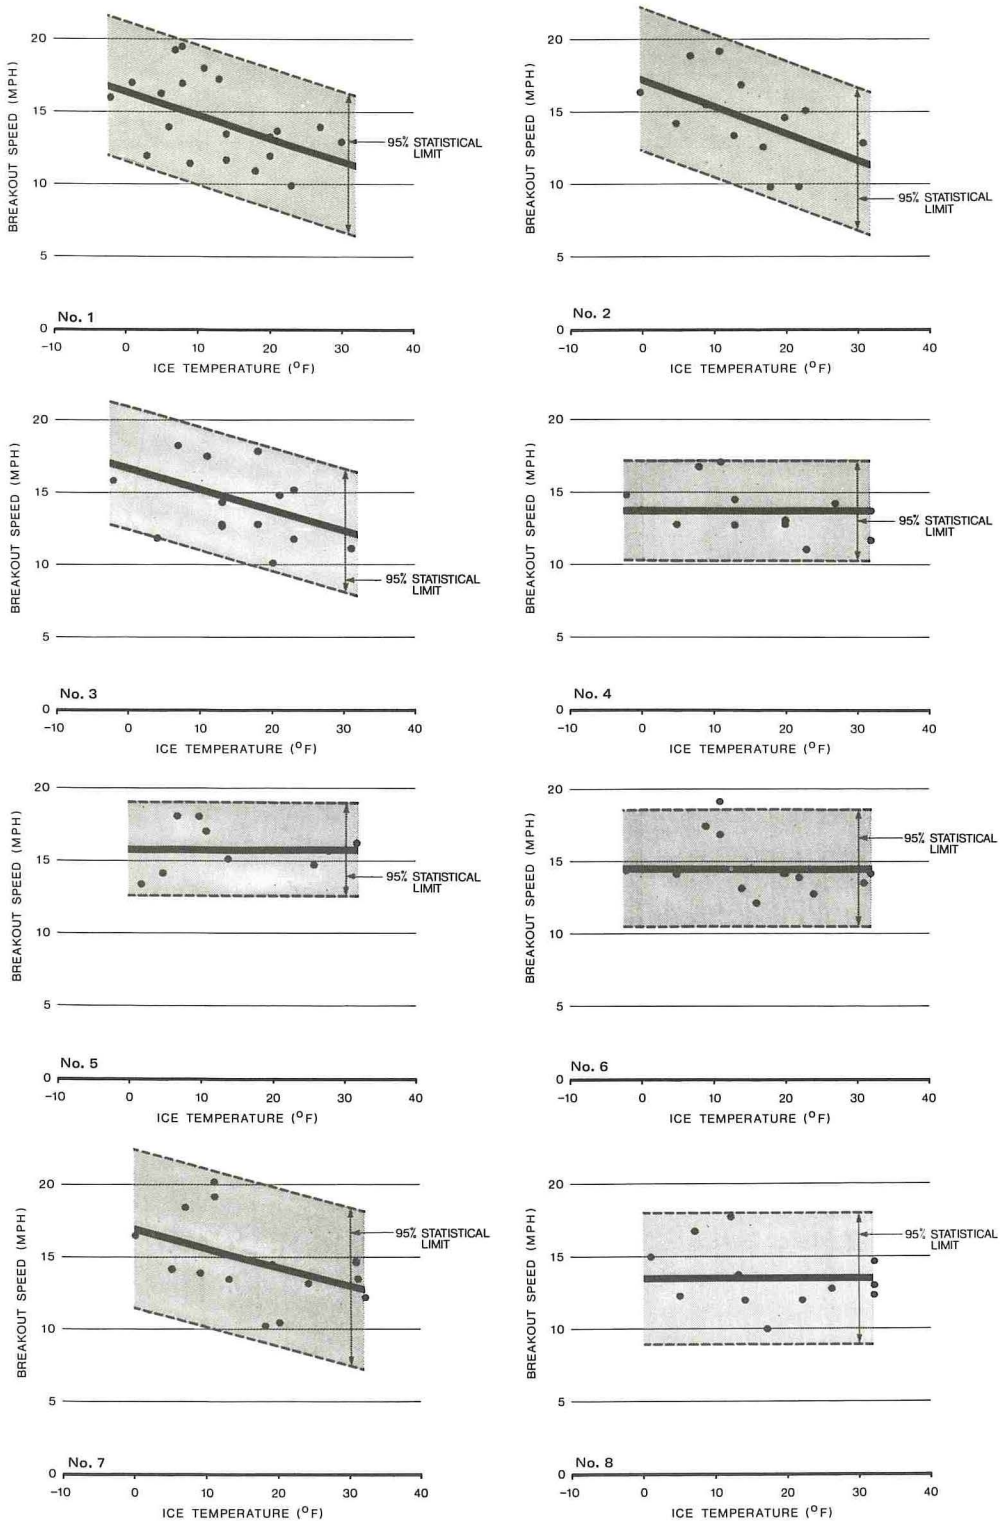 BREAKOUT SPEED (MPH)
20
15
10
5
0
95% STATISTICAL
LIMIT
No. 1
-10 0 10 20 30 40
ICE TEMPERATURE (°F)
BREAKOUT SPEED (MPH)
20
15
10
5
0
95% STATISTICAL
LIMIT
No. 2
-10 0 10 20 30 40
ICE TEMPERATURE (°F)
BREAKOUT SPEED (MPH)
20
15
10
5
0
95% STATISTICAL
LIMIT
No. 3
-10 0 10 20 30 40
ICE TEMPERATURE (°F)
BREAKOUT SPEED (MPH)
20
15
10
5
0
95% STATISTICAL
LIMIT
No. 4
-10 0 10 20 30 40
ICE TEMPERATURE (°F)
BREAKOUT SPEED (MPH)
20
15
10
5
0
95% STATISTICAL
LIMIT
No. 5
-10 0 10 20 30 40
ICE TEMPERATURE (°F)
BREAKOUT SPEED (MPH)
20
15
10
5
0
95% STATISTICAL
LIMIT
No. 6
-10 0 10 20 30 40
ICE TEMPERATURE (°F)
BREAKOUT SPEED (MPH)
20
15
10
5
0
95% STATISTICAL
LIMIT
No. 7
-10 0 10 20 30 40
ICE TEMPERATURE (°F)
BREAKOUT SPEED (MPH)
20
15
10
5
0
95% STATISTICAL
LIMIT
No. 8
-10 0 10 20 30 40
ICE TEMPERATURE (°F)